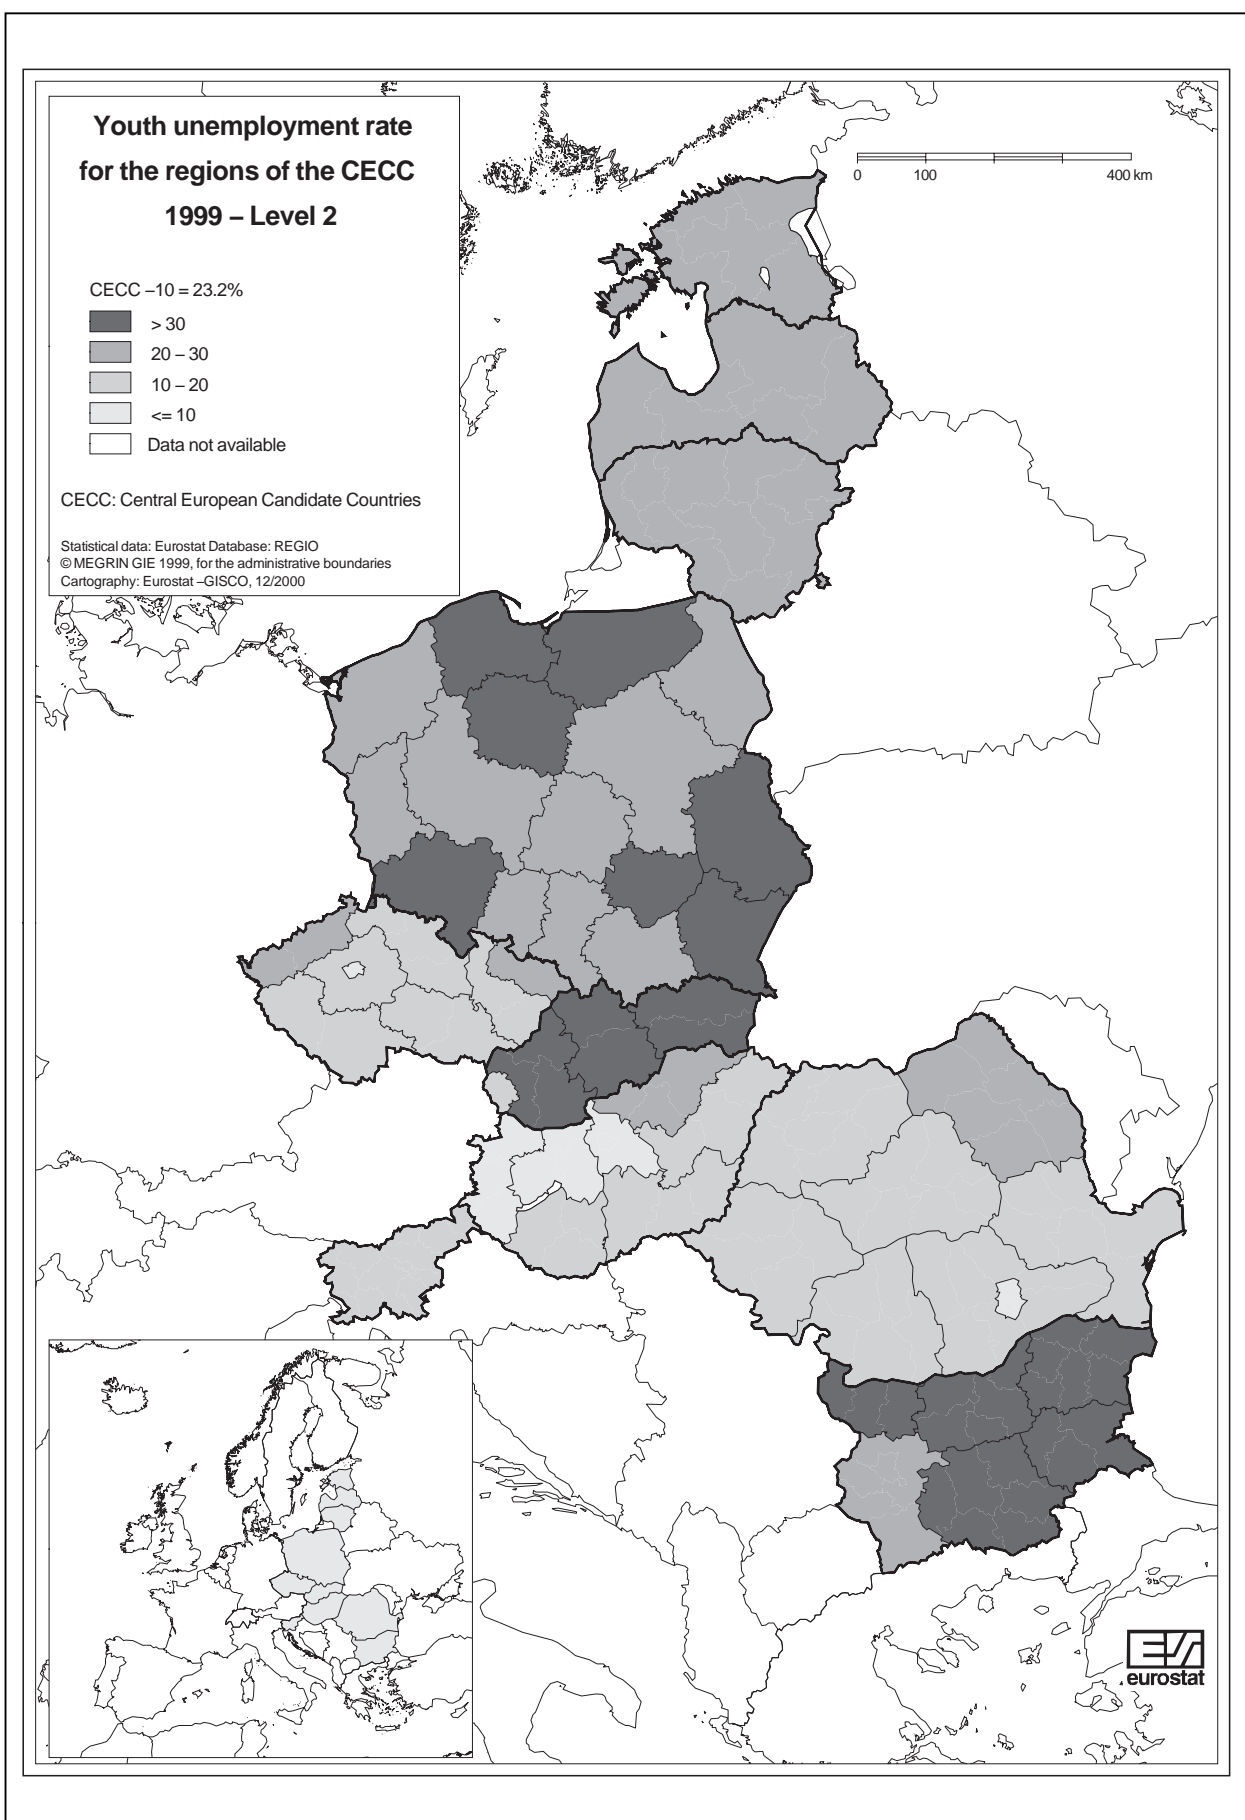 Youth unemployment rate
for the regions of the CECC
1999 – Level 2
CECC –10 = 23.2%
> 30
20 – 30
10 – 20
<= 10
Data not available
CECC: Central European Candidate Countries
Statistical data: Eurostat Database: REGIO
© MEGRIN GIE 1999, for the administrative boundaries
Cartography: Eurostat –GISCO, 12/2000
0 100 400 km
eurostat